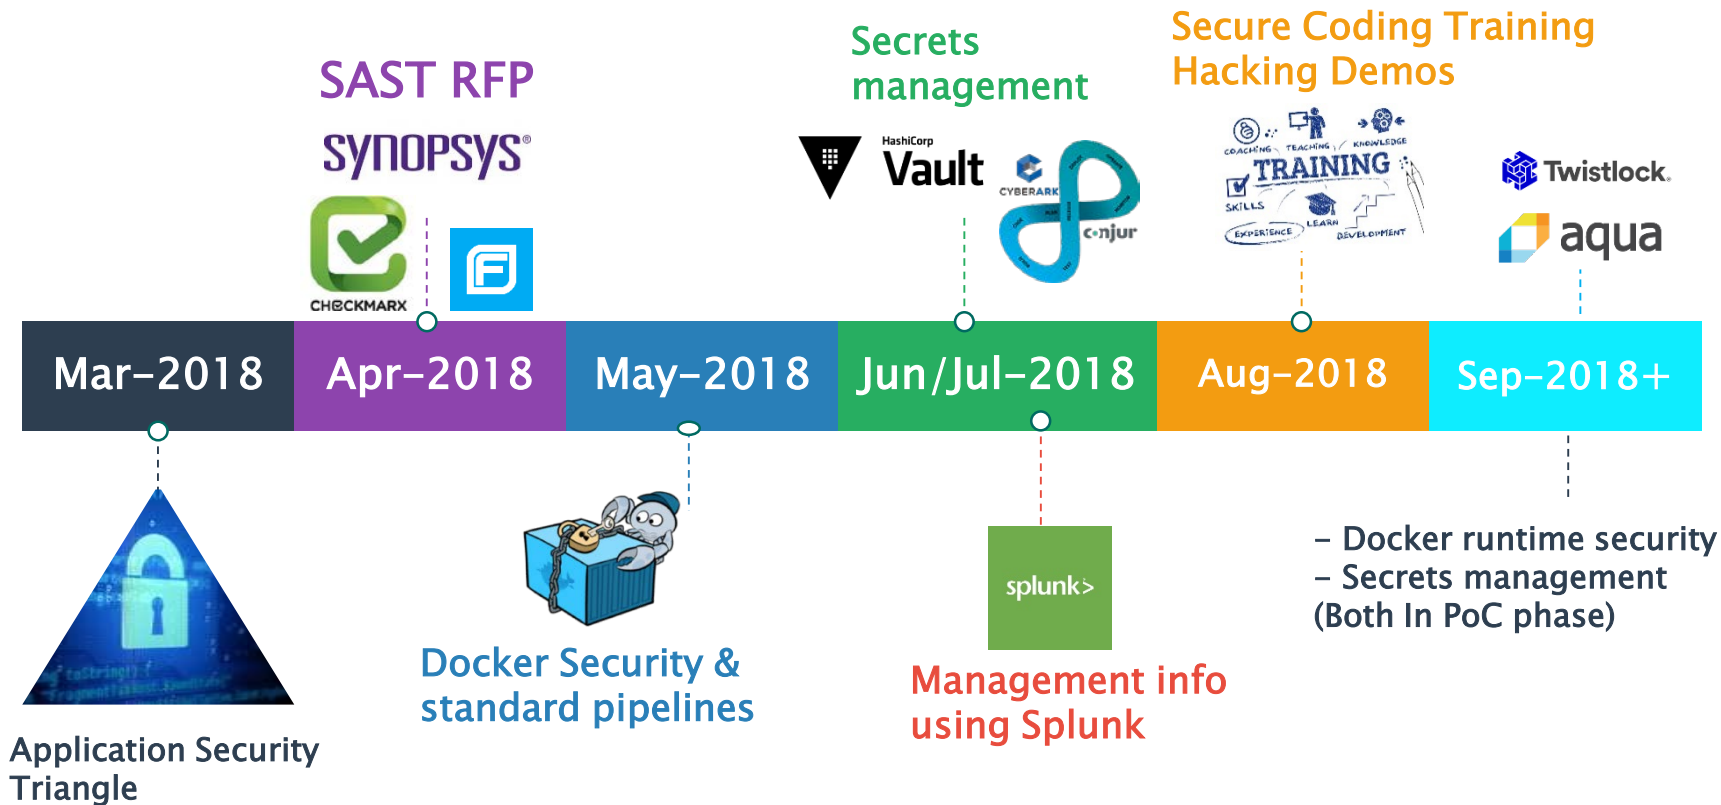 SAST RFP
SYNOPSYS®
CHECKMARX
F
Secrets
management
HashiCorp
Vault
CYBERARK
conjur
Secure Coding Training
Hacking Demos
COACHING
TEACHING
KNOWLEDGE
TRAINING
SKILLS
LEARN
EXPERIENCE
DEVELOPMENT
Twistlock
aqua
Mar-2018
Apr-2018
May-2018
Jun/Jul-2018
Aug-2018
Sep-2018+
Application Security
Triangle
Docker Security &
standard pipelines
splunk>
Management info
using Splunk
- Docker runtime security
- Secrets management
(Both In PoC phase)